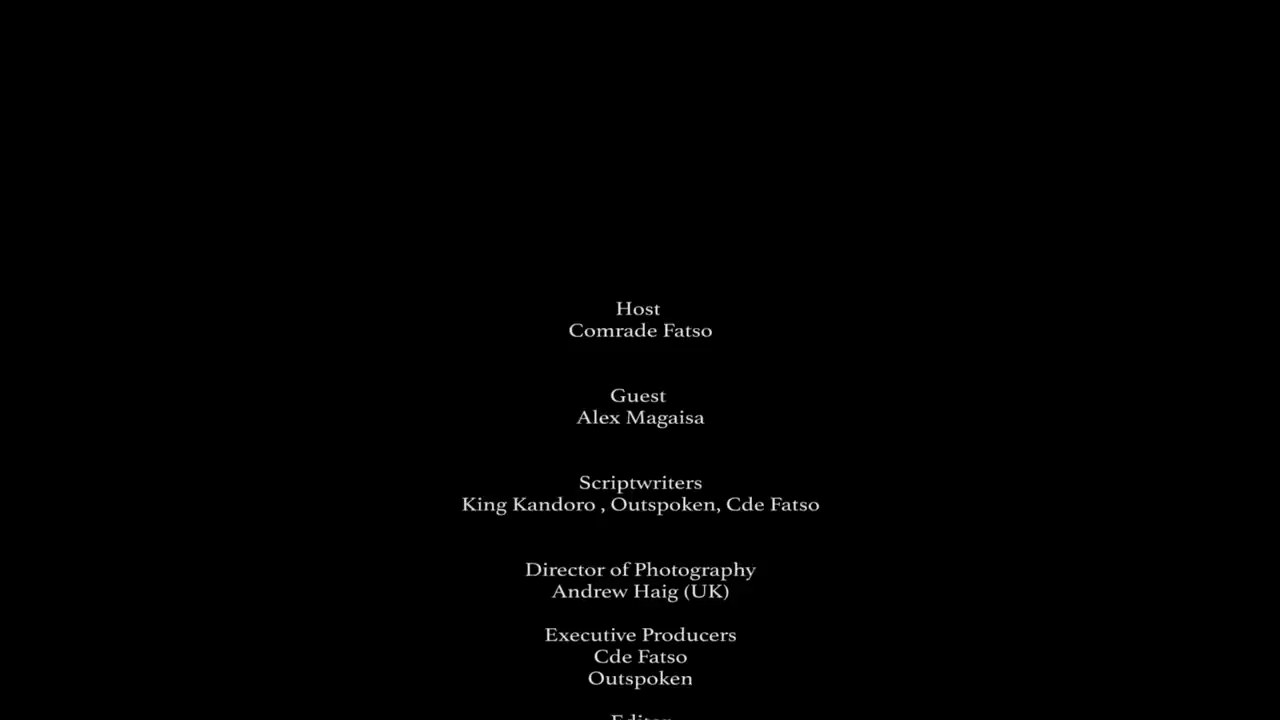 Host
Comrade Fatso
Guest
Alex Magaisa
Scriptwriters
King Kandoro , Outspoken, Cde Fatso
Director of Photography
Andrew Haig (UK)
Executive Producers
Cde Fatso
Outspoken
Editor